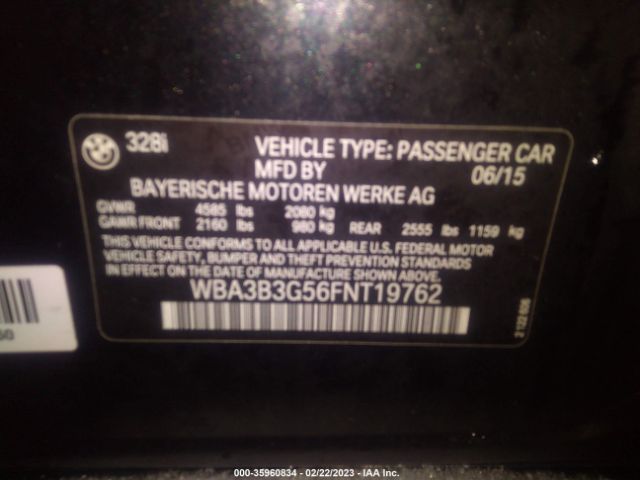 328i
VEHICLE TYPE: PASSENGER CAR
MFD BY 06/15
BAYERISCHE MOTOREN WERKE AG
GVWR 4585 lbs 2080 kg
GAWR FRONT 2160 lbs 980 kg REAR 2555 lbs 1159 kg
THIS VEHICLE CONFORMS TO ALL APPLICABLE U.S. FEDERAL MOTOR
VEHICLE SAFETY, BUMPER AND THEFT PREVENTION STANDARDS
IN EFFECT ON THE DATE OF MANUFACTURE SHOWN ABOVE.
WBA3B3G56FNT19762
000-35960834 - 02/22/2023 - IAAI.COM